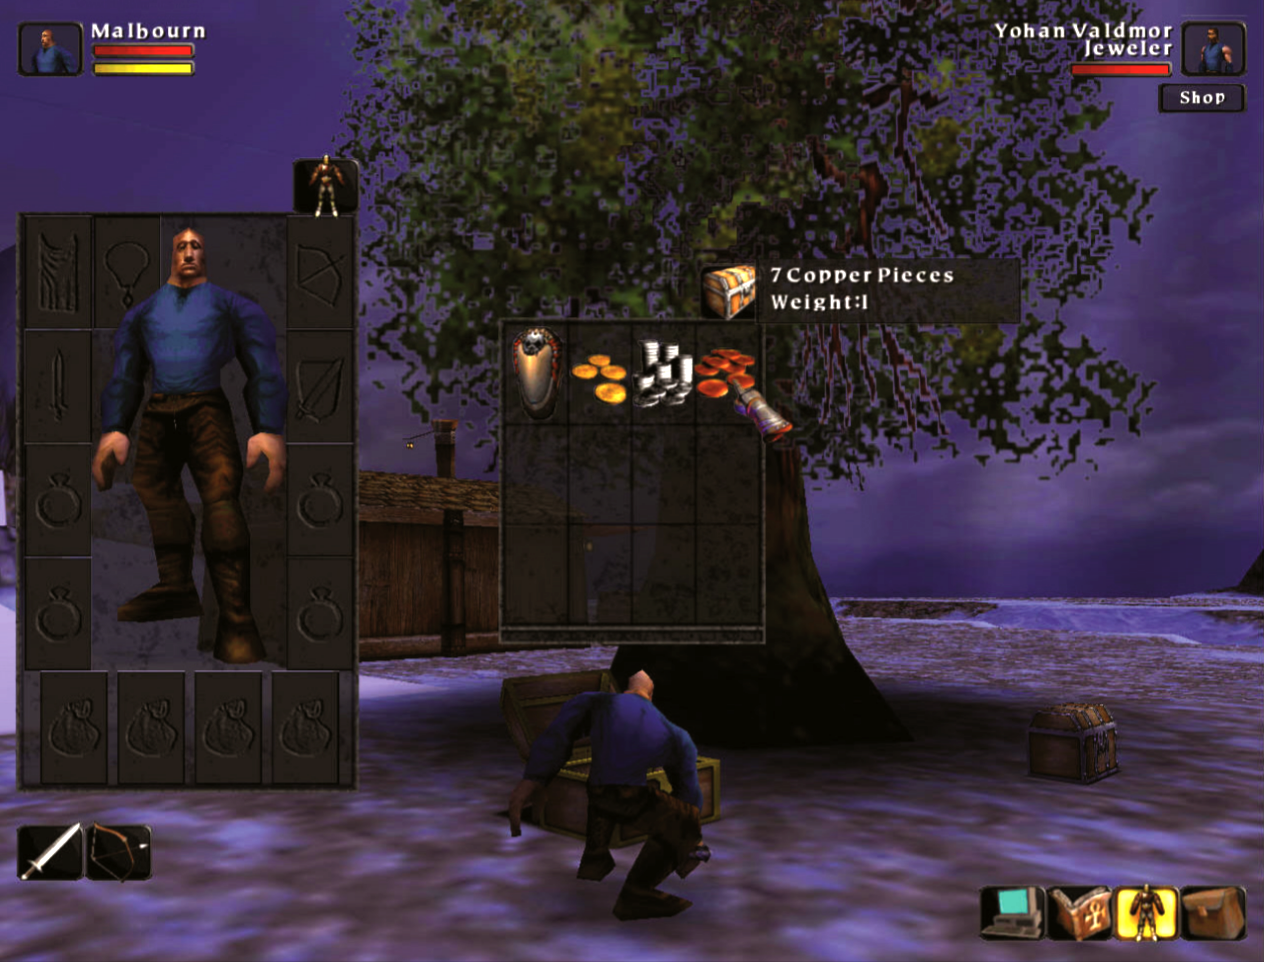 Malbourn
Yohan Valdmor
Jeweler
Shop
7 Copper Pieces
Weight:1